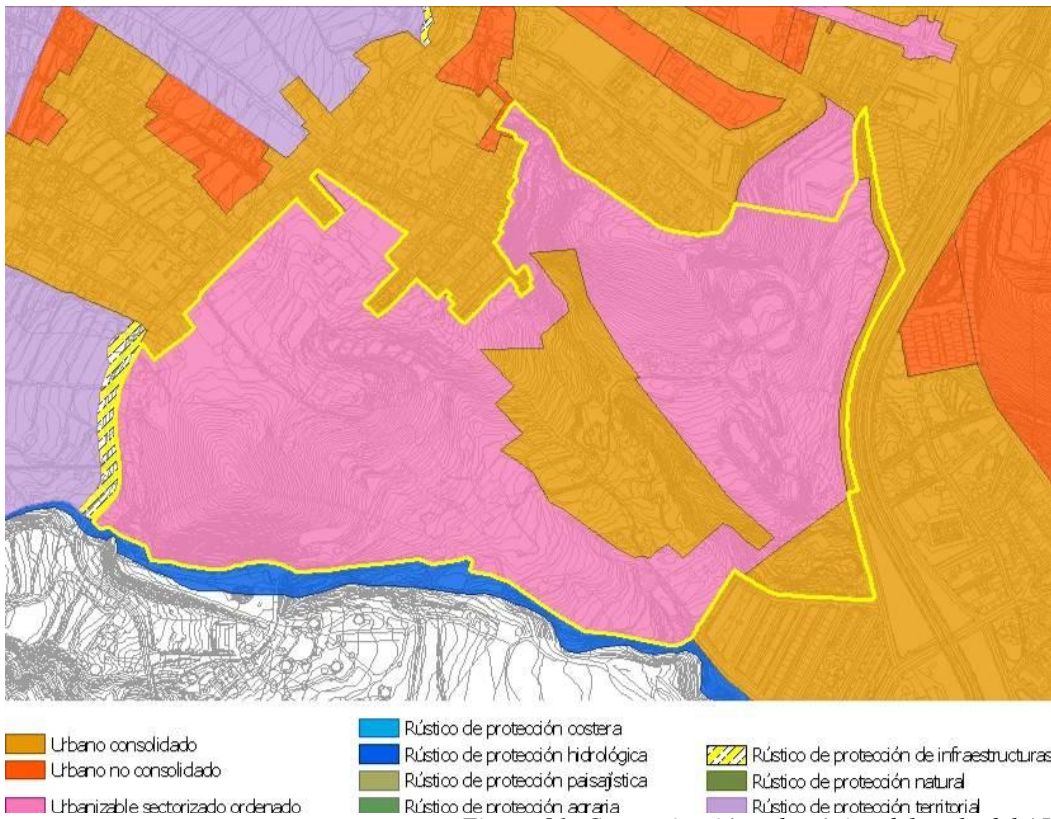 Urbano consolidado
Urbano no consolidado
Urbanizable sectorizado ordenado
Rústico de protección costera
Rústico de protección hidrológica
Rústico de protección paisajística
Rústico de protección agraria
Rústico de protección de infraestructuras
Rústico de protección natural
Rústico de protección territorial